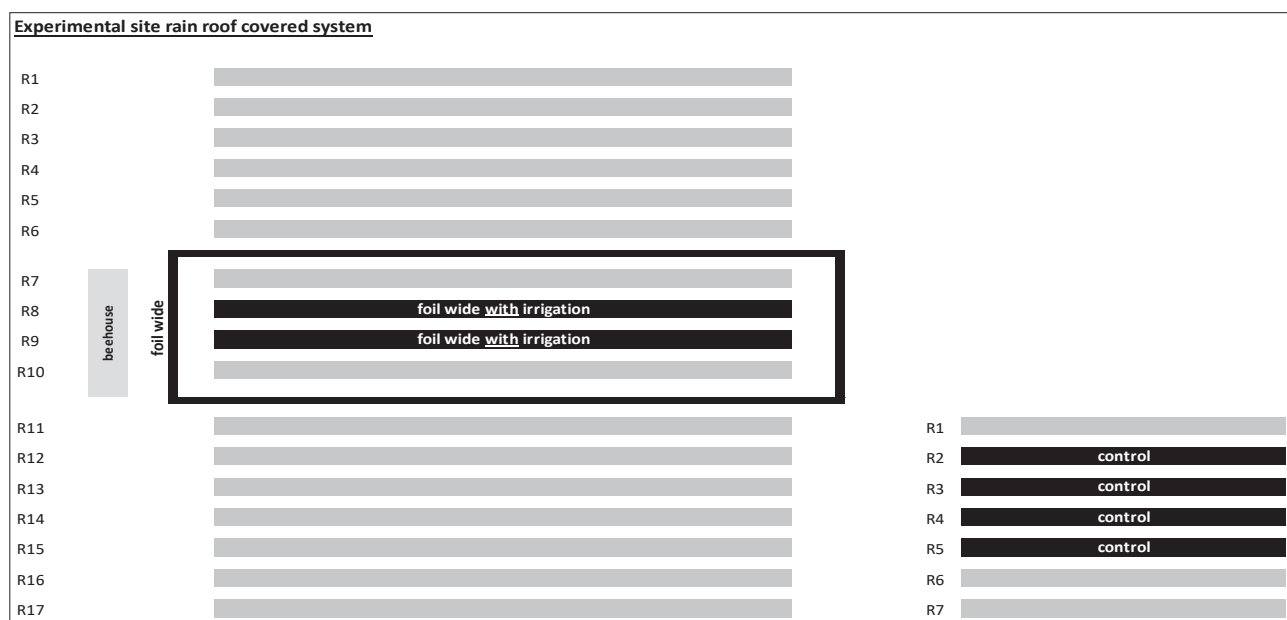 Experimental site rain roof covered system
R1
R2
R3
R4
R5
R6
R7
R8 foil wide with irrigation
R9 foil wide with irrigation
R10
beehouse
foil wide
R11 R1
R12 R2 control
R13 R3 control
R14 R4 control
R15 R5 control
R16 R6
R17 R7